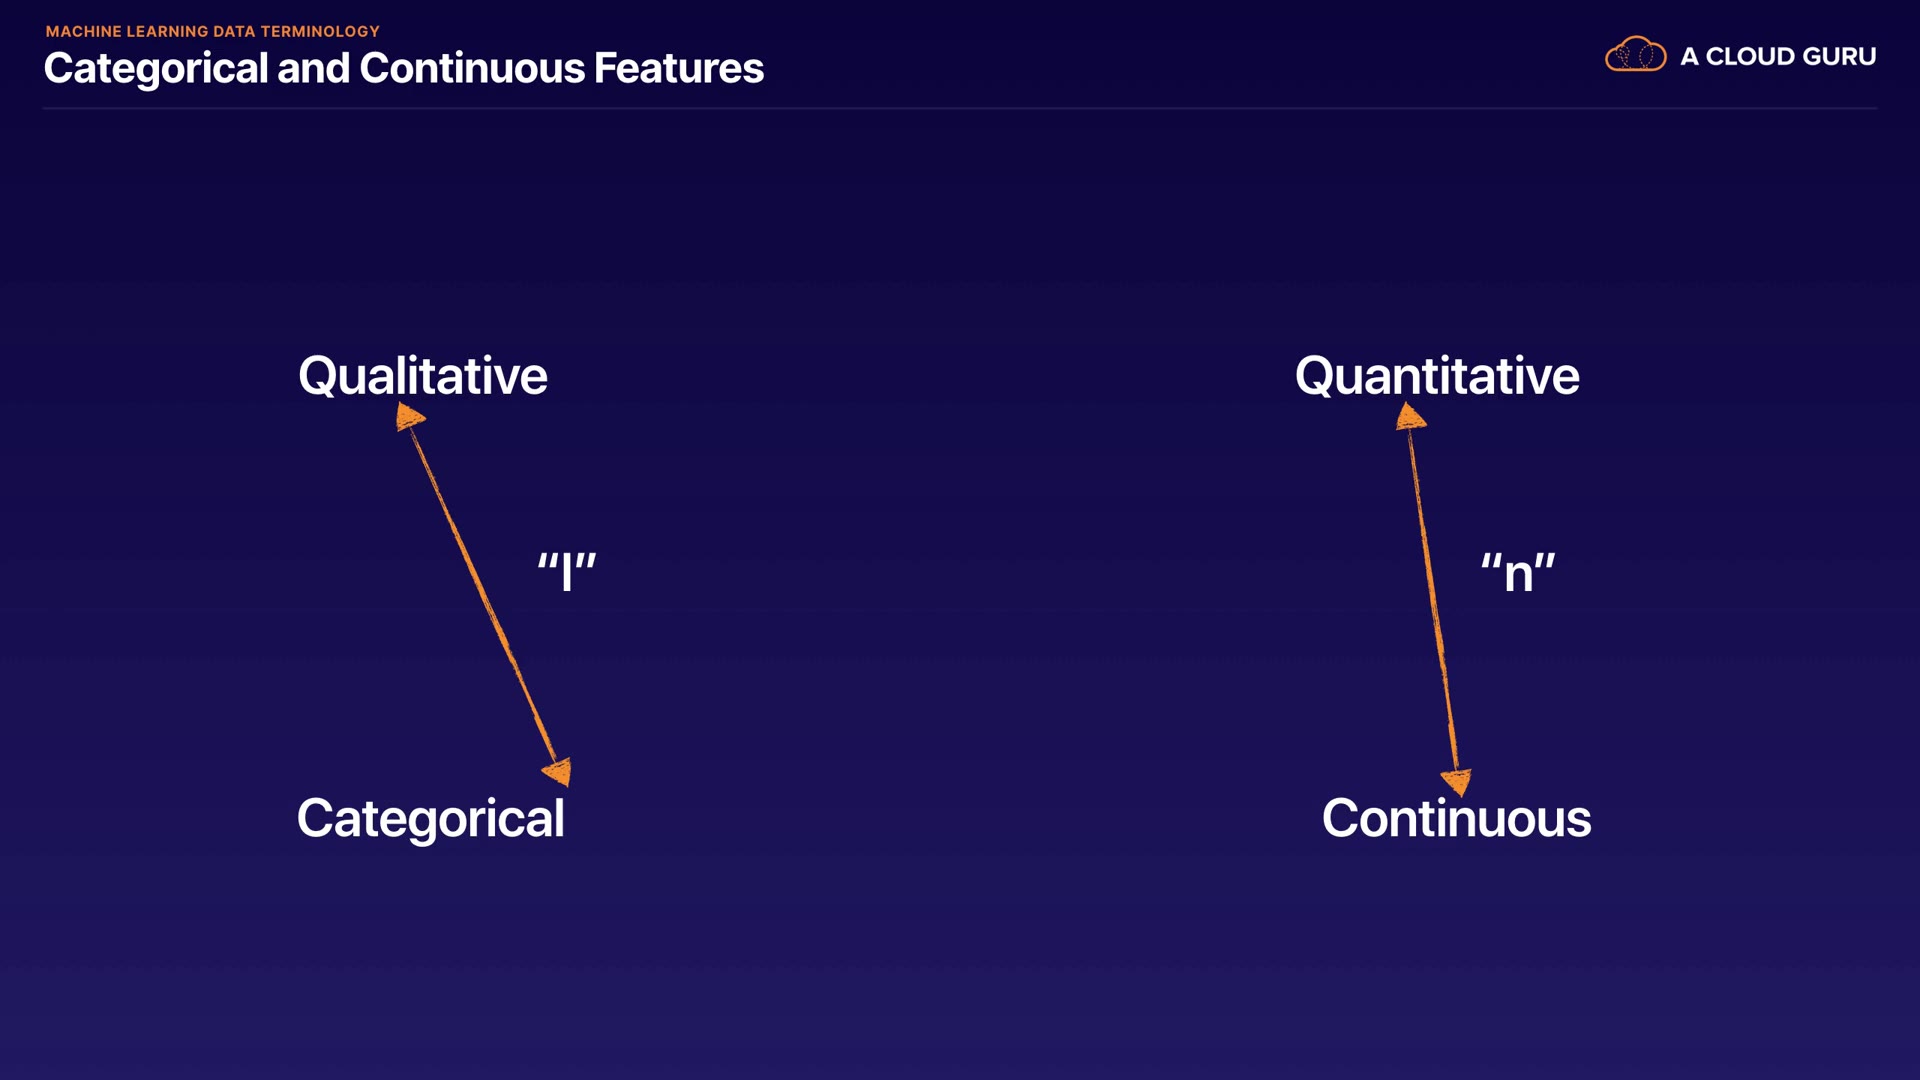 MACHINE LEARNING DATA TERMINOLOGY
Categorical and Continuous Features
A CLOUD GURU
Qualitative
Quantitative
“l”
“n”
Categorical
Continuous